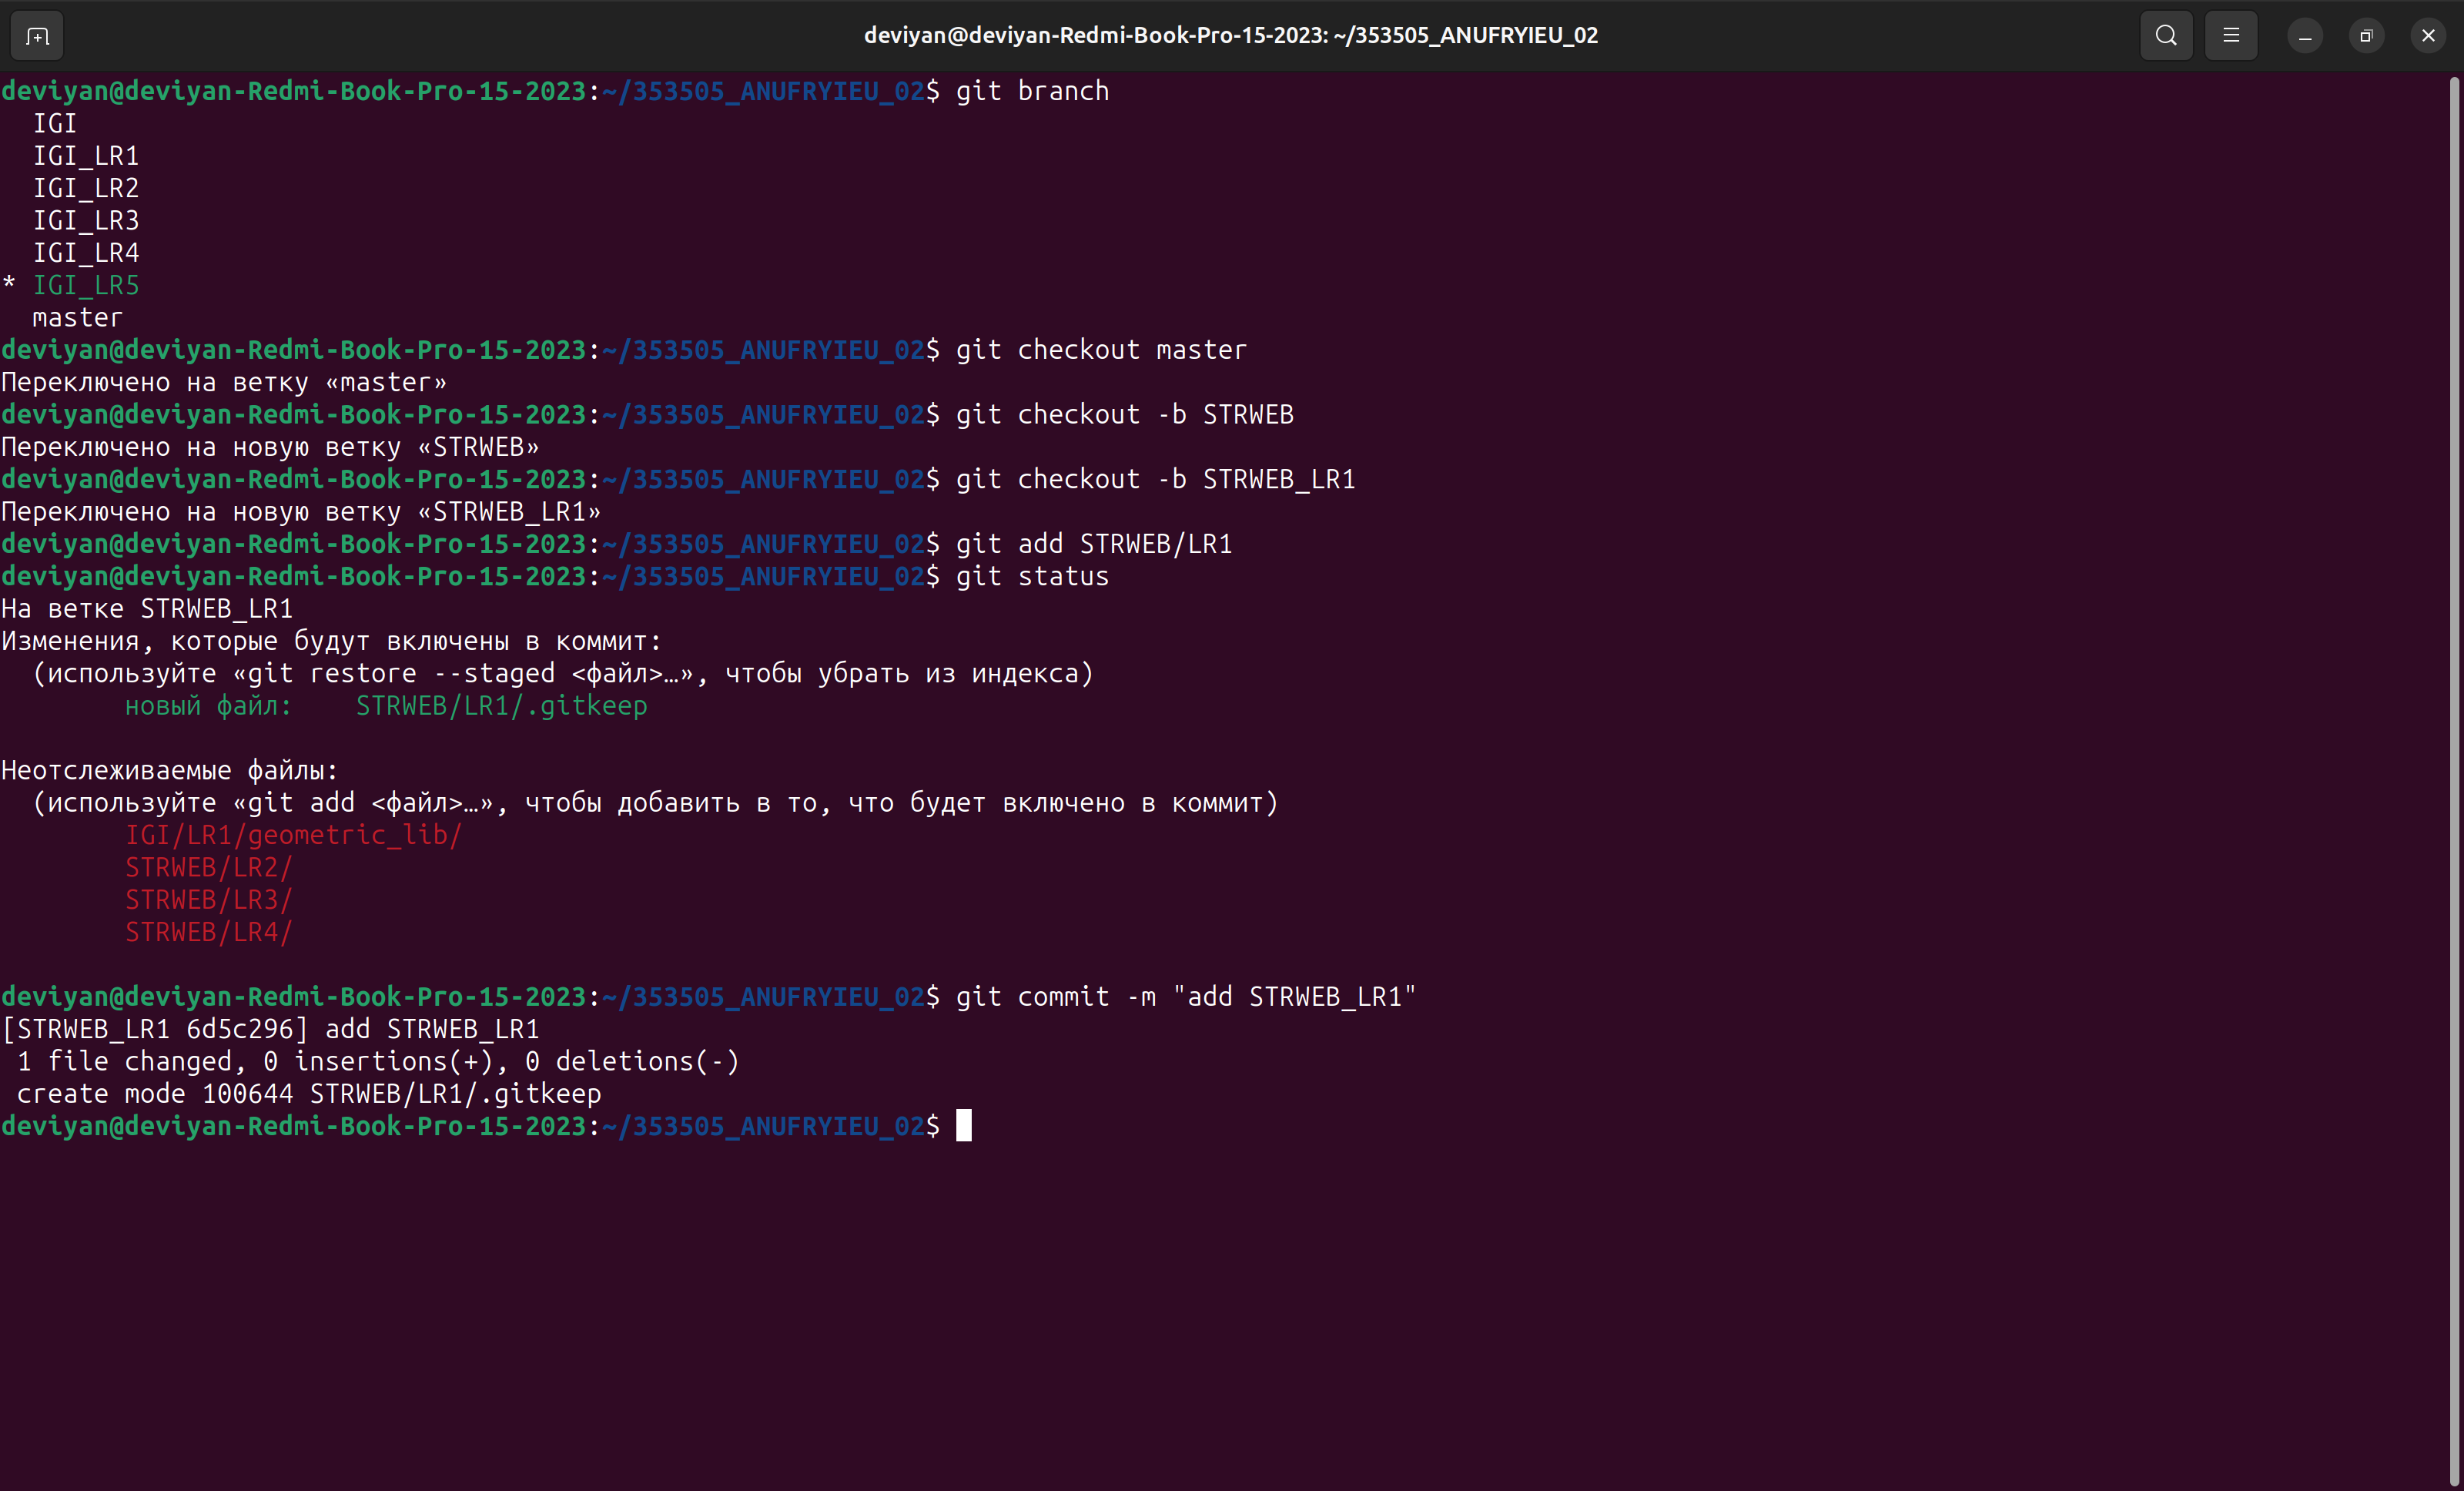 deviyan@deviyan-Redmi-Book-Pro-15-2023: ~/353505_ANUFRYIEU_02
deviyan@deviyan-Redmi-Book-Pro-15-2023:~/353505_ANUFRYIEU_02$ git branch
  IGI
  IGI_LR1
  IGI_LR2
  IGI_LR3
  IGI_LR4
* IGI_LR5
  master
deviyan@deviyan-Redmi-Book-Pro-15-2023:~/353505_ANUFRYIEU_02$ git checkout master
Переключено на ветку «master»
deviyan@deviyan-Redmi-Book-Pro-15-2023:~/353505_ANUFRYIEU_02$ git checkout -b STRWEB
Переключено на новую ветку «STRWEB»
deviyan@deviyan-Redmi-Book-Pro-15-2023:~/353505_ANUFRYIEU_02$ git checkout -b STRWEB_LR1
Переключено на новую ветку «STRWEB_LR1»
deviyan@deviyan-Redmi-Book-Pro-15-2023:~/353505_ANUFRYIEU_02$ git add STRWEB/LR1
deviyan@deviyan-Redmi-Book-Pro-15-2023:~/353505_ANUFRYIEU_02$ git status
На ветке STRWEB_LR1
Изменения, которые будут включены в коммит:
  (используйте «git restore --staged <файл>…», чтобы убрать из индекса)
        новый файл:    STRWEB/LR1/.gitkeep
Неотслеживаемые файлы:
  (используйте «git add <файл>…», чтобы добавить в то, что будет включено в коммит)
        IGI/LR1/geometric_lib/
        STRWEB/LR2/
        STRWEB/LR3/
        STRWEB/LR4/
deviyan@deviyan-Redmi-Book-Pro-15-2023:~/353505_ANUFRYIEU_02$ git commit -m "add STRWEB_LR1"
[STRWEB_LR1 6d5c296] add STRWEB_LR1
 1 file changed, 0 insertions(+), 0 deletions(-)
 create mode 100644 STRWEB/LR1/.gitkeep
deviyan@deviyan-Redmi-Book-Pro-15-2023:~/353505_ANUFRYIEU_02$